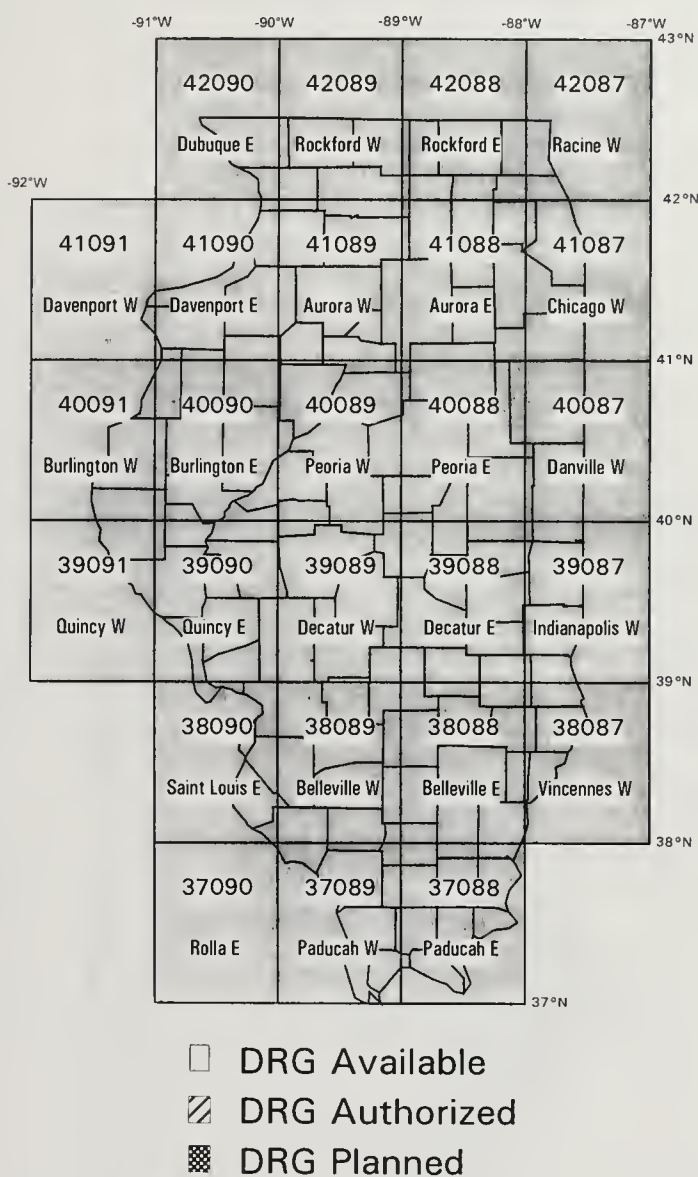 -91°W -90°W -89°W -88°W -87°W
43°N
42090 42089 42088 42087
Dubuque E Rockford W Rockford E Racine W
-92°W
42°N
41091 41090 41089 41088 41087
Davenport W Davenport E Aurora W Aurora E Chicago W
41°N
40091 40090 40089 40088 40087
Burlington W Burlington E Peoria W Peoria E Danville W
40°N
39091 39090 39089 39088 39087
Quincy W Quincy E Decatur W Decatur E Indianapolis W
39°N
38090 38089 38088 38087
Saint Louis E Belleville W Belleville E Vincennes W
38°N
37090 37089 37088
Rolla E Paducah W Paducah E
37°N
DRG Available
DRG Authorized
DRG Planned